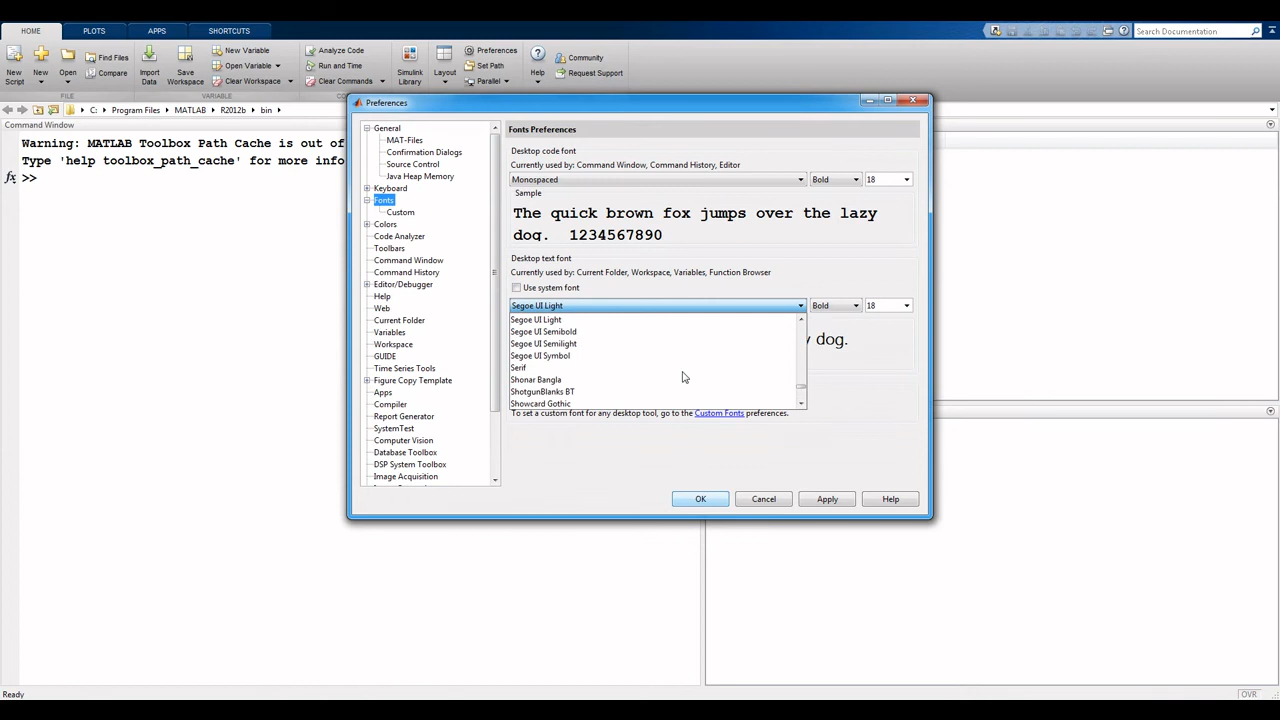 HOME PLOTS APPS SHORTCUTS
Search Documentation
New Script
New
Open
Find Files
Compare
Import Data
Save Workspace
New Variable
Open Variable
Clear Workspace
Analyze Code
Run and Time
Clear Commands
Simulink Library
Layout
Preferences
Set Path
Parallel
Help
Community
Request Support
FILE VARIABLE
C: Program Files MATLAB R2012b bin
Command Window
Warning: MATLAB Toolbox Path Cache is out of
Type 'help toolbox_path_cache' for more info
fx >>
Preferences
General
MAT-Files
Confirmation Dialogs
Source Control
Java Heap Memory
Keyboard
Fonts
Custom
Colors
Code Analyzer
Toolbars
Command Window
Command History
Editor/Debugger
Help
Web
Current Folder
Variables
Workspace
GUIDE
Time Series Tools
Figure Copy Template
Apps
Compiler
Report Generator
SystemTest
Computer Vision
Database Toolbox
DSP System Toolbox
Image Acquisition
Fonts Preferences
Desktop code font
Currently used by: Command Window, Command History, Editor
Monospaced Bold 18
Sample
The quick brown fox jumps over the lazy
dog. 1234567890
Desktop text font
Currently used by: Current Folder, Workspace, Variables, Function Browser
Use system font
Segoe UI Light Bold 18
Segoe UI Light
Segoe UI Semibold
Segoe UI Semilight
Segoe UI Symbol
Serif
Shonar Bangla
ShotgunBlanks BT
Showcard Gothic
y dog.
To set a custom font for any desktop tool, go to the Custom Fonts preferences.
OK Cancel Apply Help
Ready
OVR